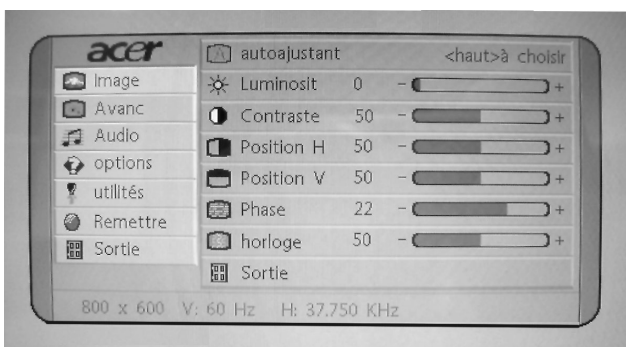 acer
Image
Avanc
Audio
options
utilités
Remettre
Sortie
autoajustant <haut>à choisir
Luminosit 0 - +
Contraste 50 - +
Position H 50 - +
Position V 50 - +
Phase 22 - +
horloge 50 - +
Sortie
800 x 600 V: 60 Hz H: 37.750 KHz